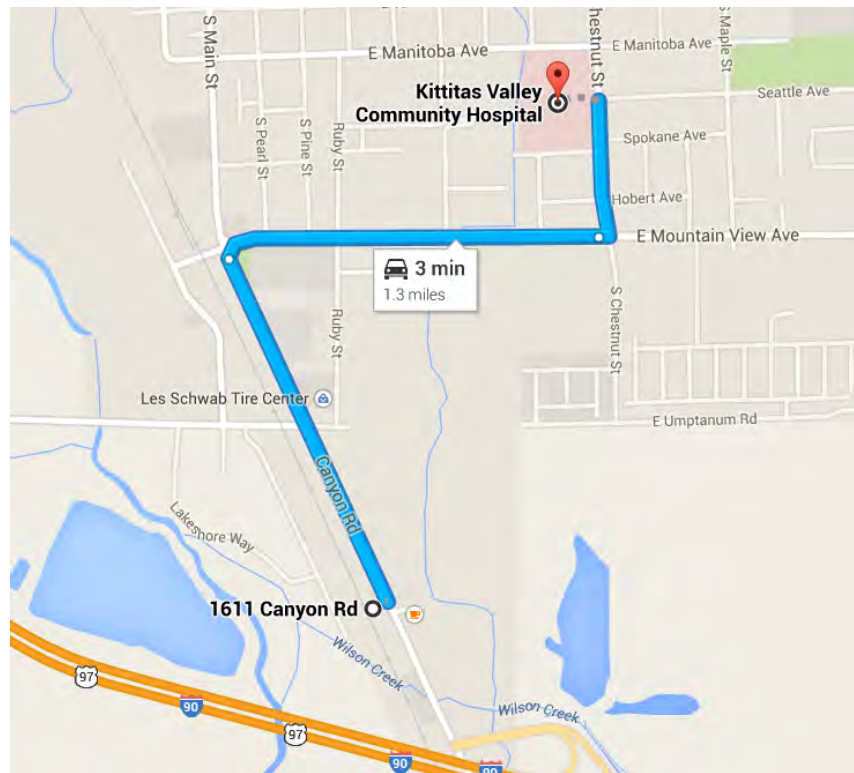 S Main St
E Manitoba Ave
Chestnut St
E Manitoba Ave
S Maple St
Kittitas Valley
Community Hospital
Seattle Ave
S Pearl St
S Pine St
Ruby St
Spokane Ave
Hobert Ave
E Mountain View Ave
3 min
1.3 miles
S Chestnut St
Ruby St
Les Schwab Tire Center
E Umptanum Rd
Canyon Rd
Lakeshore Way
1611 Canyon Rd
Wilson Creek
97
90
97
Wilson Creek
90
90